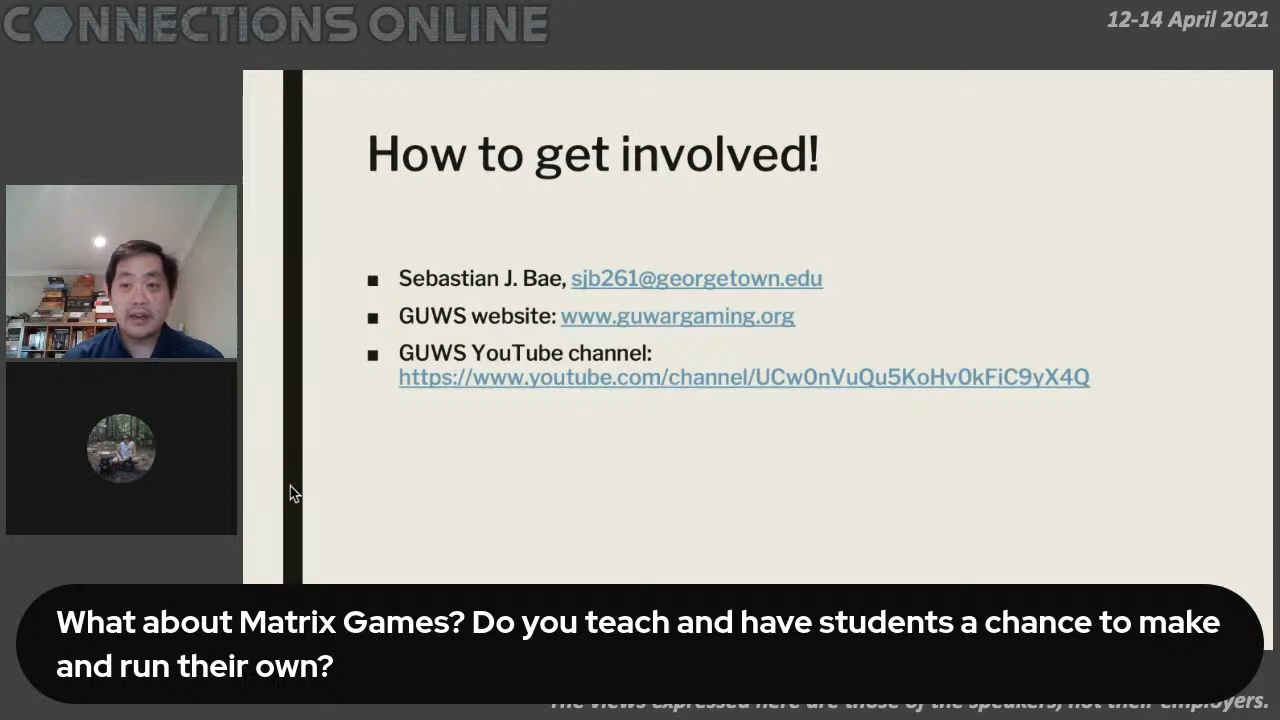 CONNECTIONS ONLINE
12-14 April 2021
How to get involved!
▪ Sebastian J. Bae, sjb261@georgetown.edu
▪ GUWS website: www.guwargaming.org
▪ GUWS YouTube channel:
https://www.youtube.com/channel/UCw0nVuQu5KoHv0kFiC9yX4Q
What about Matrix Games? Do you teach and have students a chance to make
and run their own?
The views expressed here are those of the speakers, not their employers.